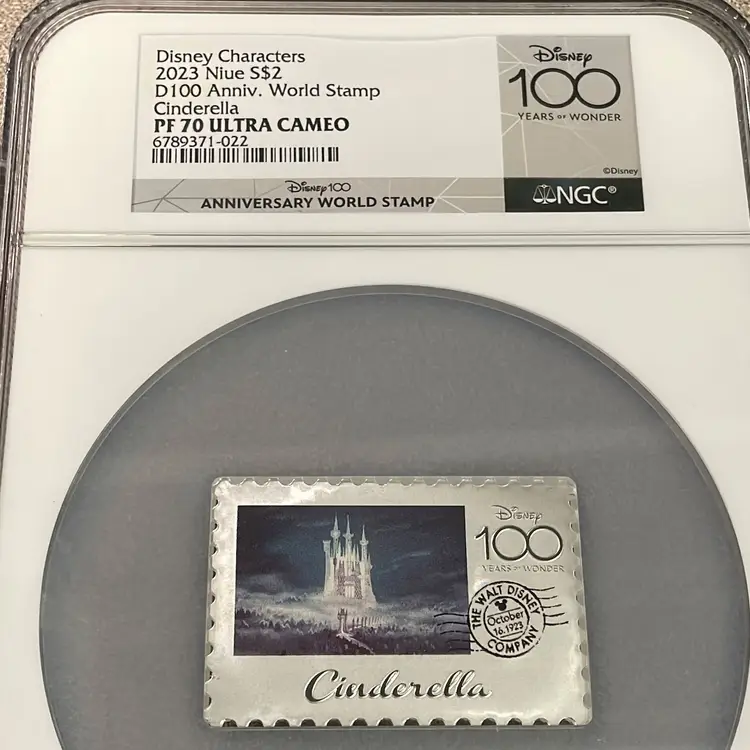 Disney Characters
2023 Niue S$2
D100 Anniv. World Stamp
Cinderella
PF 70 ULTRA CAMEO
6789371-022
Disney
100
YEARS OF WONDER
©Disney
Disney100
ANNIVERSARY WORLD STAMP
NGC®
Disney
100
YEARS OF WONDER
THE WALT DISNEY
October
16.1923
COMPANY
Cinderella